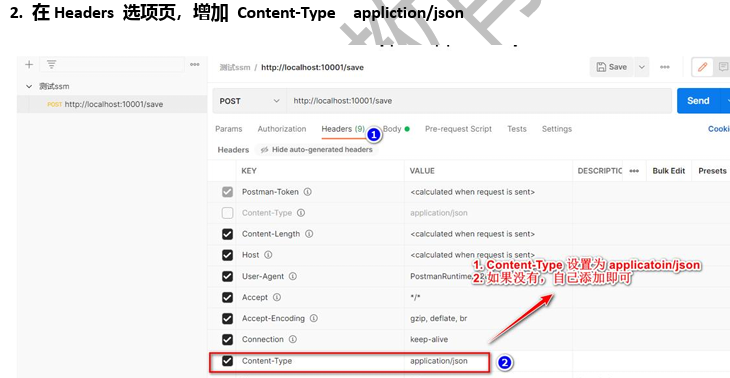 2. 在 Headers 选项页，增加 Content-Type appliction/json
测试ssm / http://localhost:10001/save
Save
测试ssm
POST http://localhost:10001/save
POST http://localhost:10001/save
Send
Params Authorization Headers (9) Body Pre-request Script Tests Settings
Cooki
1
Headers Hide auto-generated headers
KEY VALUE DESCRIPTIC Bulk Edit Presets
Postman-Token <calculated when request is sent>
Content-Type application/json
Content-Length <calculated when request is sent>
Host <calculated when request is sent>
1. Content-Type 设置为 applicatoin/json
User-Agent PostmanRuntime
2. 如果没有，自己添加即可
Accept */*
Accept-Encoding gzip, deflate, br
Connection keep-alive
Content-Type application/json
2